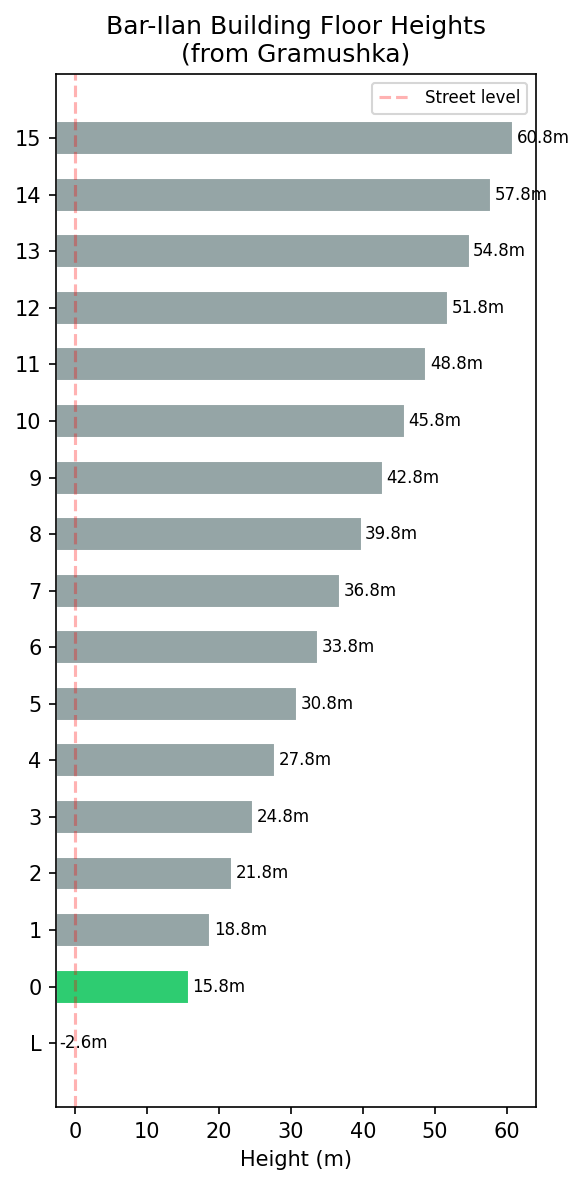 Bar-Ilan Building Floor Heights
(from Gramushka)
Street level
15 60.8m
14 57.8m
13 54.8m
12 51.8m
11 48.8m
10 45.8m
9 42.8m
8 39.8m
7 36.8m
6 33.8m
5 30.8m
4 27.8m
3 24.8m
2 21.8m
1 18.8m
0 15.8m
L -2.6m
0 10 20 30 40 50 60
Height (m)